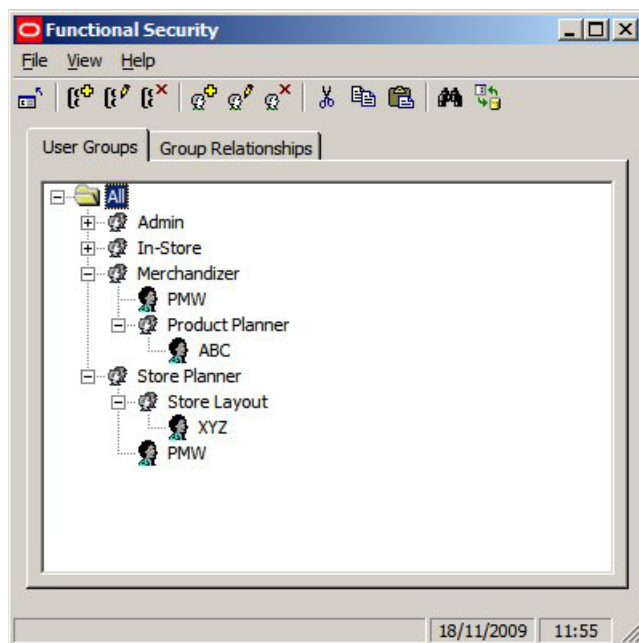 Functional Security
File View Help
User Groups Group Relationships
All
Admin
In-Store
Merchandizer
PMW
Product Planner
ABC
Store Planner
Store Layout
XYZ
PMW
18/11/2009 11:55